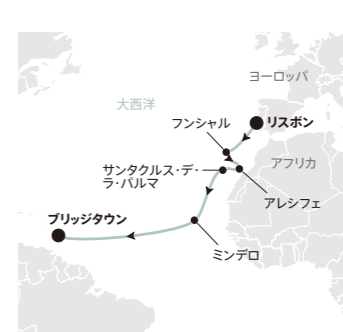 ヨーロッパ
大西洋
フンシャル
リスボン
サンタクルス・デ・
ラ・パルマ
アフリカ
アレシフェ
ブリッジタウン
ミンデロ